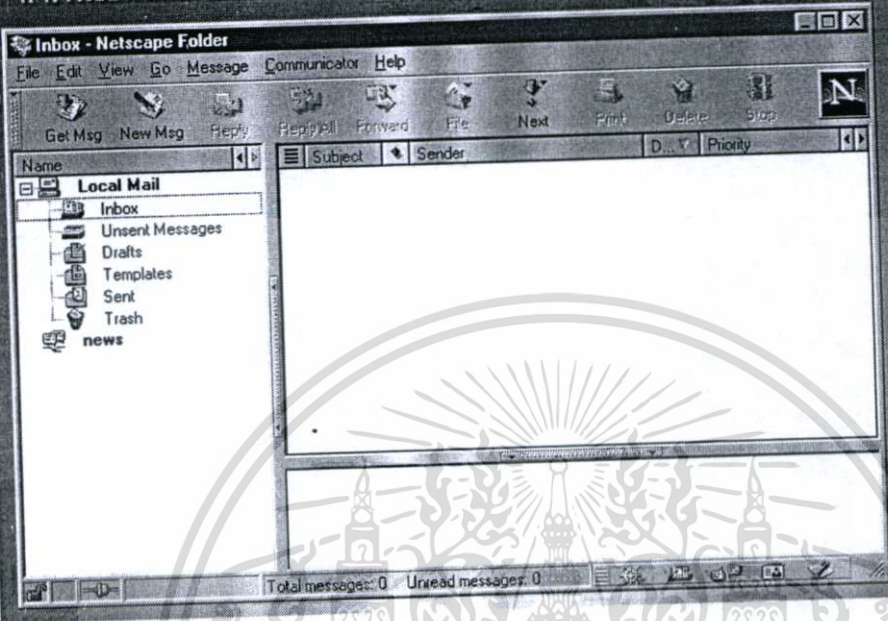 Inbox - Netscape Folder
File Edit View Go Message Communicator Help
N
Get Msg New Msg Reply Reply All Forward File Next Print Delete Stop
Name
Subject Sender D... Priority
Local Mail
Inbox
Unsent Messages
Drafts
Templates
Sent
Trash
news
Total messages: 0 Unread messages: 0